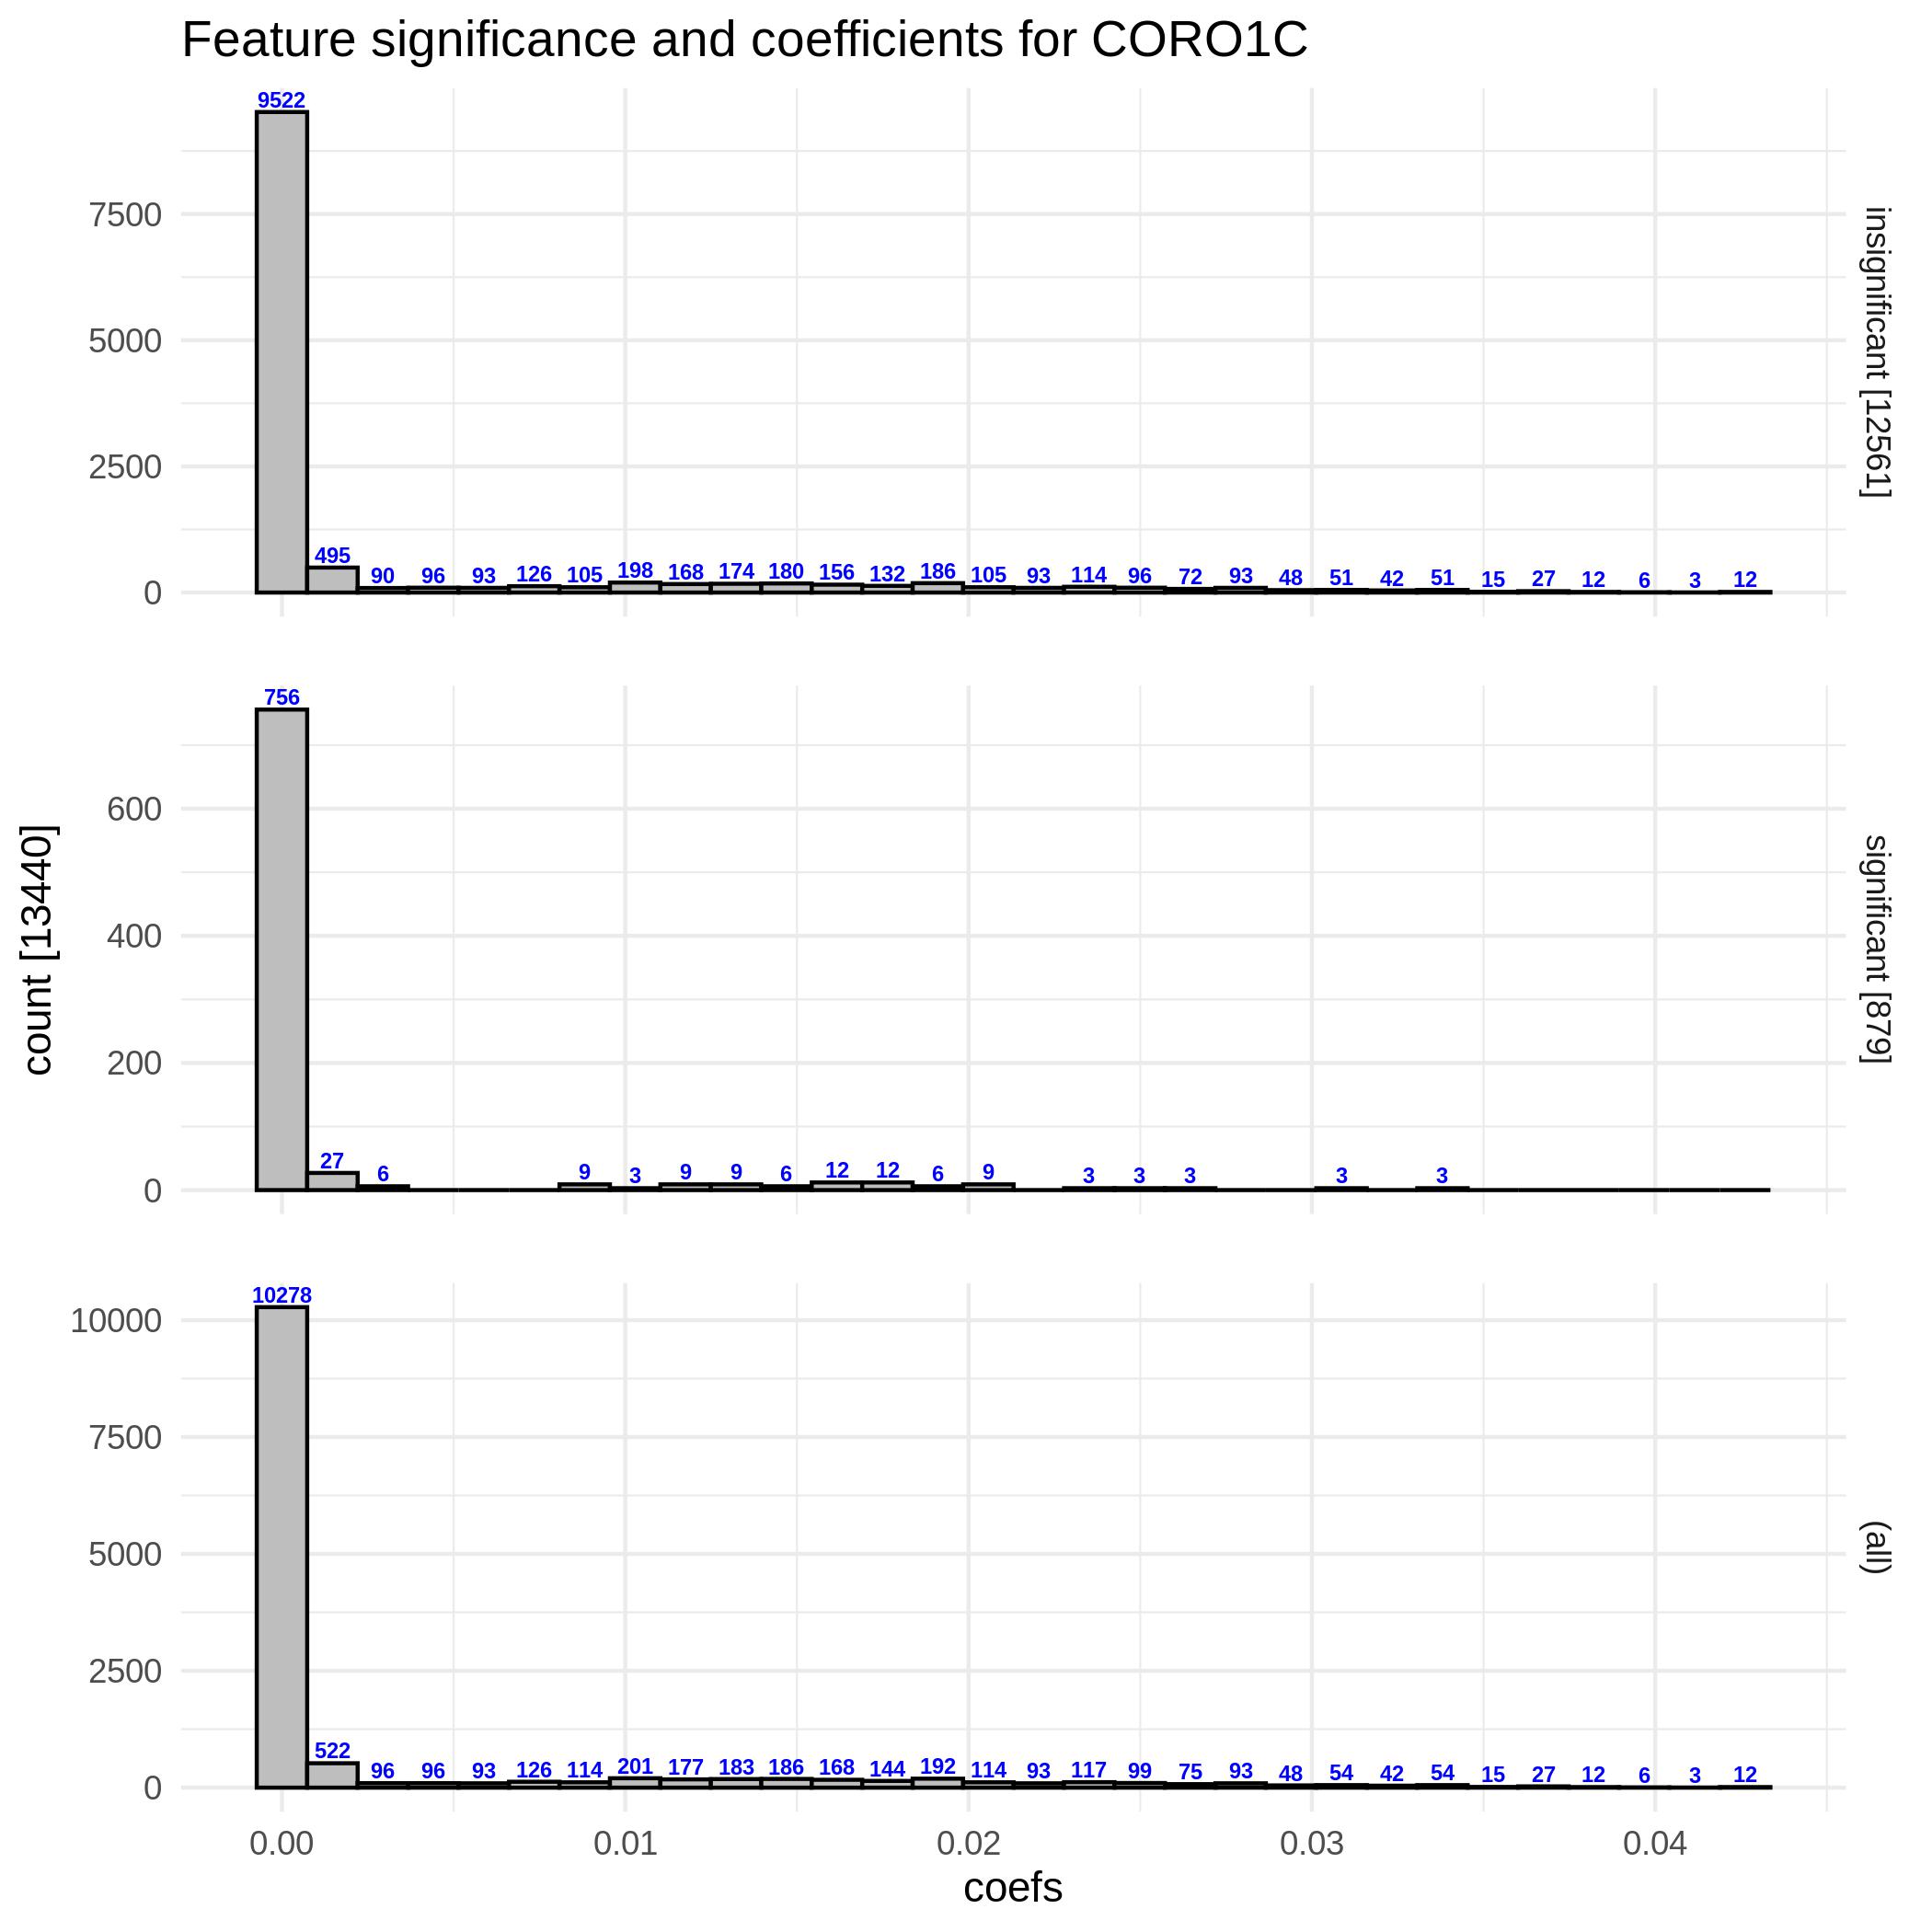 Feature significance and coefficients for CORO1C
9522
7500
5000
2500
495 90 96 93 126 105 198 168 174 180 156 132 186 105 93 114 96 72 93 48 51 42 51 15 27 12 6 3 12
0
insignificant [12561]
756
600
400
200
27 6 9 3 9 9 6 12 12 6 9 3 3 3 3 3
0
significant [879]
count [13440]
10278
10000
7500
5000
2500
522 96 96 93 126 114 201 177 183 186 168 144 192 114 93 117 99 75 93 48 54 42 54 15 27 12 6 3 12
0
(all)
0.00 0.01 0.02 0.03 0.04
coefs